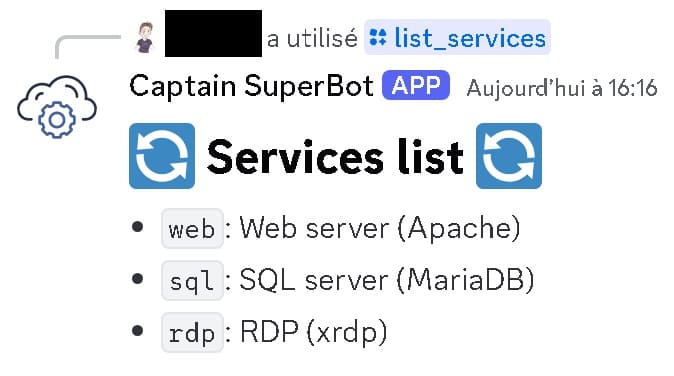 a utilisé list_services
Captain SuperBot APP Aujourd'hui à 16:16
Services list
• web: Web server (Apache)
• sql: SQL server (MariaDB)
• rdp: RDP (xrdp)